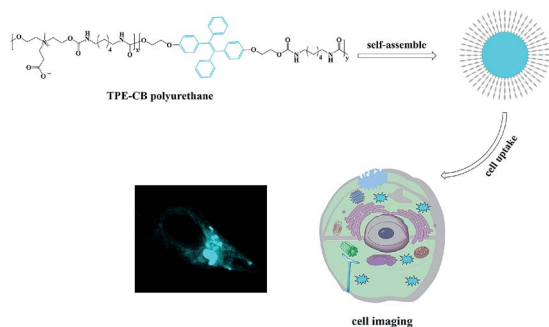 self-assemble
TPE-CB polyurethane
cell uptake
cell imaging